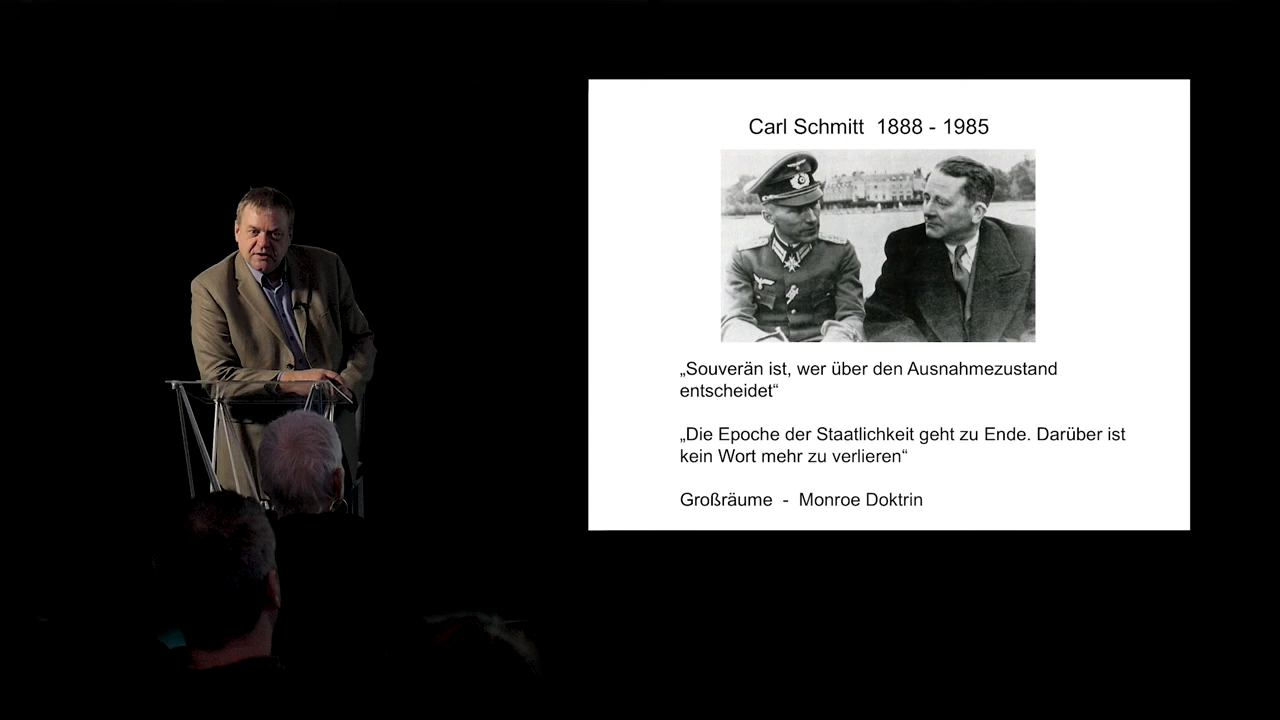 Carl Schmitt  1888 - 1985
„Souverän ist, wer über den Ausnahmezustand
entscheidet“
„Die Epoche der Staatlichkeit geht zu Ende. Darüber ist
kein Wort mehr zu verlieren“
Großräume  -  Monroe Doktrin